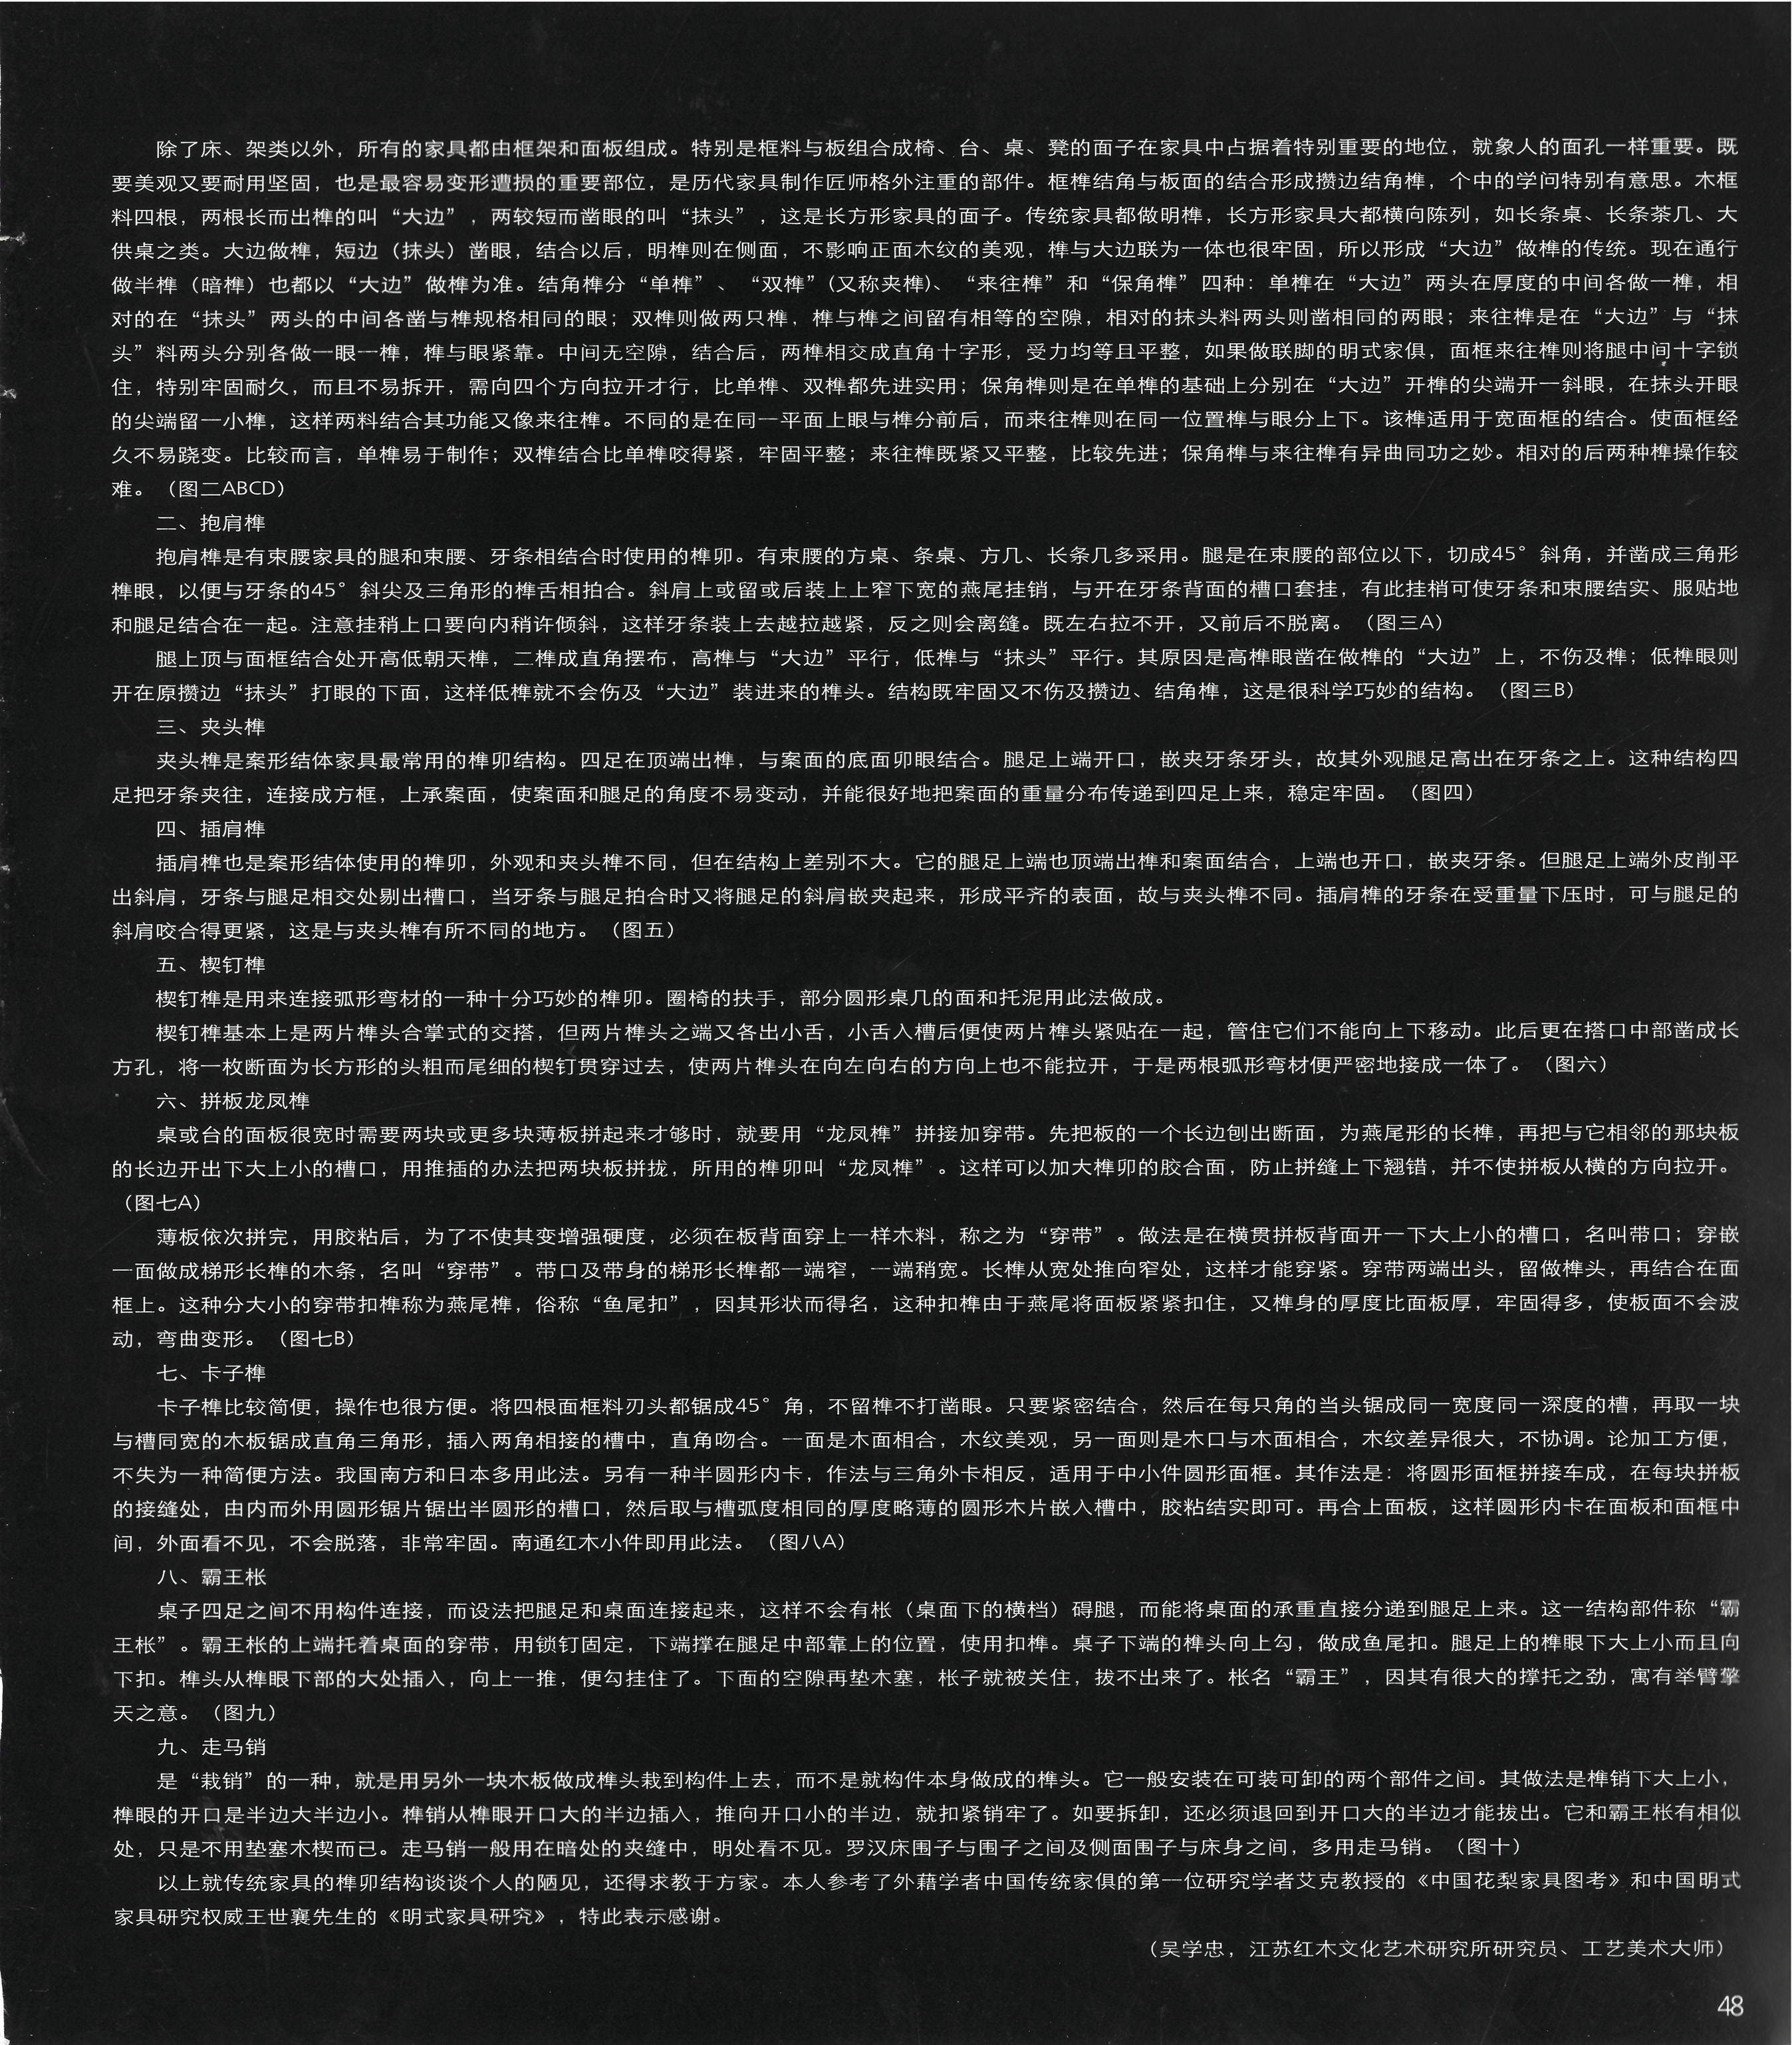 除了床、架类以外，所有的家具都由框架和面板组成。特别是框料与板组合成椅、台、桌、凳的面子在家具中占据着特别重要的地位，就象人的面孔一样重要。既
要美观又要耐用坚固，也是最容易变形遭损的重要部位，是历代家具制作匠师格外注重的部件。框榫结角与板面的结合形成攒边结角榫，个中的学问特别有意思。木框
料四根，两根长而出榫的叫“大边”，两较短而凿眼的叫“抹头”，这是长方形家具的面子。传统家具都做明榫，长方形家具大都横向陈列，如长条桌、长条茶几、大
供桌之类。大边做榫，短边（抹头）凿眼，结合以后，明榫则在侧面，不影响正面木纹的美观，榫与大边联为一体也很牢固，所以形成“大边”做榫的传统。现在通行
做半榫（暗榫）也都以“大边”做榫为准。结角榫分“单榫”、“双榫”（又称夹榫）、“来往榫”和“保角榫”四种：单榫在“大边”两头在厚度的中间各做一榫，相
对的在“抹头”两头的中间各凿与榫规格相同的眼；双榫则做两只榫，榫与榫之间留有相等的空隙，相对的抹头料两头则凿相同的两眼；来往榫是在“大边”与“抹
头”料两头分别各做一眼一榫，榫与眼紧靠。中间无空隙，结合后，两榫相交成直角十字形，受力均等且平整，如果做联脚的明式家俱，面框来往榫则将腿中间十字锁
住，特别牢固耐久，而且不易拆开，需向四个方向拉开才行，比单榫、双榫都先进实用；保角榫则是在单榫的基础上分别在“大边”开榫的尖端开一斜眼，在抹头开眼
的尖端留一小榫，这样两料结合其功能又像来往榫。不同的是在同一平面上眼与榫分前后，而来往榫则在同一位置榫与眼分上下。该榫适用于宽面框的结合。使面框经
久不易跷变。比较而言，单榫易于制作；双榫结合比单榫咬得紧，牢固平整；来往榫既紧又平整，比较先进；保角榫与来往榫有异曲同功之妙。相对的后两种榫操作较
难。（图二ABCD）
二、抱肩榫
抱肩榫是有束腰家具的腿和束腰、牙条相结合时使用的榫卯。有束腰的方桌、条桌、方几、长条几多采用。腿是在束腰的部位以下，切成45°斜角，并凿成三角形
榫眼，以便与牙条的45°斜尖及三角形的榫舌相拍合。斜肩上或留或后装上上窄下宽的燕尾挂销，与开在牙条背面的槽口套挂，有此挂梢可使牙条和束腰结实、服贴地
和腿足结合在一起。注意挂稍上口要向内稍许倾斜，这样牙条装上去越拉越紧，反之则会离缝。既左右拉不开，又前后不脱离。（图三A）
腿上顶与面框结合处开高低朝天榫，二榫成直角摆布，高榫与“大边”平行，低榫与“抹头”平行。其原因是高榫眼凿在做榫的“大边”上，不伤及榫；低榫眼则
开在原攒边“抹头”打眼的下面，这样低榫就不会伤及“大边”装进来的榫头。结构既牢固又不伤及攒边、结角榫，这是很科学巧妙的结构。（图三B）
三、夹头榫
夹头榫是案形结体家具最常用的榫卯结构。四足在顶端出榫，与案面的底面卯眼结合。腿足上端开口，嵌夹牙条牙头，故其外观腿足高出在牙条之上。这种结构四
足把牙条夹往，连接成方框，上承案面，使案面和腿足的角度不易变动，并能很好地把案面的重量分布传递到四足上来，稳定牢固。（图四）
四、插肩榫
插肩榫也是案形结体使用的榫卯，外观和夹头榫不同，但在结构上差别不大。它的腿足上端也顶端出榫和案面结合，上端也开口，嵌夹牙条。但腿足上端外皮削平
出斜肩，牙条与腿足相交处剔出槽口，当牙条与腿足拍合时又将腿足的斜肩嵌夹起来，形成平齐的表面，故与夹头榫不同。插肩榫的牙条在受重量下压时，可与腿足的
斜肩咬合得更紧，这是与夹头榫有所不同的地方。（图五）
五、楔钉榫
楔钉榫是用来连接弧形弯材的一种十分巧妙的榫卯。圈椅的扶手，部分圆形桌几的面和托泥用此法做成。
楔钉榫基本上是两片榫头合掌式的交搭，但两片榫头之端又各出小舌，小舌入槽后便使两片榫头紧贴在一起，管住它们不能向上下移动。此后更在搭口中部凿成长
方孔，将一枚断面为长方形的头粗而尾细的楔钉贯穿过去，使两片榫头在向左向右的方向上也不能拉开，于是两根弧形弯材便严密地接成一体了。（图六）
六、拼板龙凤榫
桌或台的面板很宽时需要两块或更多块薄板拼起来才够时，就要用“龙凤榫”拼接加穿带。先把板的一个长边刨出断面，为燕尾形的长榫，再把与它相邻的那块板
的长边开出下大上小的槽口，用推插的办法把两块板拼拢，所用的榫卯叫“龙凤榫”。这样可以加大榫卯的胶合面，防止拼缝上下翘错，并不使拼板从横的方向拉开。
（图七A）
薄板依次拼完，用胶粘后，为了不使其变增强硬度，必须在板背面穿上一样木料，称之为“穿带”。做法是在横贯拼板背面开一下大上小的槽口，名叫带口；穿嵌
一面做成梯形长榫的木条，名叫“穿带”。带口及带身的梯形长榫都一端窄，一端稍宽。长榫从宽处推向窄处，这样才能穿紧。穿带两端出头，留做榫头，再结合在面
框上。这种分大小的穿带扣榫称为燕尾榫，俗称“鱼尾扣”，因其形状而得名，这种扣榫由于燕尾将面板紧紧扣住，又榫身的厚度比面板厚，牢固得多，使板面不会波
动，弯曲变形。（图七B）
七、卡子榫
卡子榫比较简便，操作也很方便。将四根面框料刃头都锯成45°角，不留榫不打凿眼。只要紧密结合，然后在每只角的当头锯成同一宽度同一深度的槽，再取一块
与槽同宽的木板锯成直角三角形，插入两角相接的槽中，直角吻合。一面是木面相合，木纹美观，另一面则是木口与木面相合，木纹差异很大，不协调。论加工方便，
不失为一种简便方法。我国南方和日本多用此法。另有一种半圆形内卡，作法与三角外卡相反，适用于中小件圆形面框。其作法是：将圆形面框拼接车成，在每块拼板
的接缝处，由内而外用圆形锯片锯出半圆形的槽口，然后取与槽弧度相同的厚度略薄的圆形木片嵌入槽中，胶粘结实即可。再合上面板，这样圆形内卡在面板和面框中
间，外面看不见，不会脱落，非常牢固。南通红木小件即用此法。（图八A）
八、霸王枨
桌子四足之间不用构件连接，而设法把腿足和桌面连接起来，这样不会有枨（桌面下的横档）碍腿，而能将桌面的承重直接分递到腿足上来。这一结构部件称“霸
王枨”。霸王枨的上端托着桌面的穿带，用锁钉固定，下端撑在腿足中部靠上的位置，使用扣榫。桌子下端的榫头向上勾，做成鱼尾扣。腿足上的榫眼下大上小而且向
下扣。榫头从榫眼下部的大处插入，向上一推，便勾挂住了。下面的空隙再垫木塞，枨子就被关住，拔不出来了。枨名“霸王”，因其有很大的撑托之劲，寓有举臂擎
天之意。（图九）
九、走马销
是“栽销”的一种，就是用另外一块木板做成榫头栽到构件上去，而不是就构件本身做成的榫头。它一般安装在可装可卸的两个部件之间。其做法是榫销下大上小，
榫眼的开口是半边大半边小。榫销从榫眼开口大的半边插入，推向开口小的半边，就扣紧销牢了。如要拆卸，还必须退回到开口大的半边才能拔出。它和霸王枨有相似
处，只是不用垫塞木楔而已。走马销一般用在暗处的夹缝中，明处看不见。罗汉床围子与围子之间及侧面围子与床身之间，多用走马销。（图十）
以上就传统家具的榫卯结构谈谈个人的陋见，还得求教于方家。本人参考了外藉学者中国传统家俱的第一位研究学者艾克教授的《中国花梨家具图考》和中国明式
家具研究权威王世襄先生的《明式家具研究》，特此表示感谢。
（吴学忠，江苏红木文化艺术研究所研究员、工艺美术大师）
48